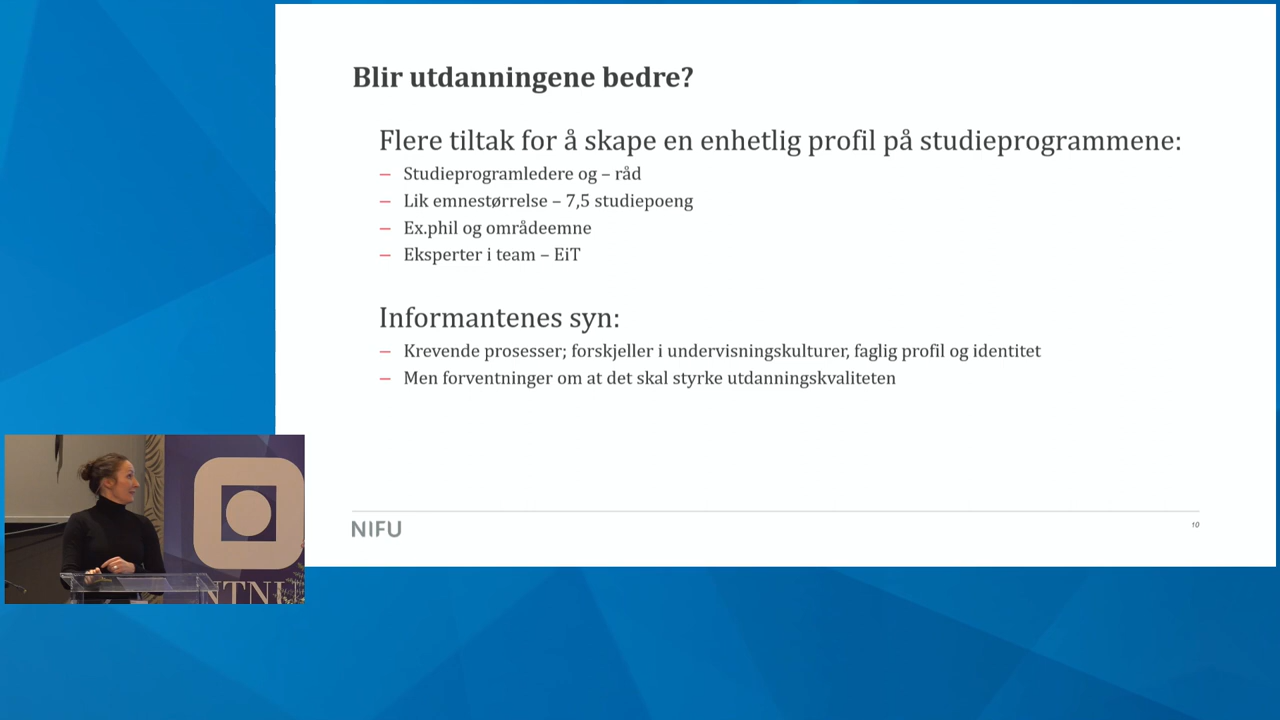 Blir utdanningene bedre?
Flere tiltak for å skape en enhetlig profil på studieprogrammene:
– Studieprogramledere og – råd
– Lik emnestørrelse – 7,5 studiepoeng
– Ex.phil og områdeemne
– Eksperter i team – EiT
Informantenes syn:
– Krevende prosesser; forskjeller i undervisningskulturer, faglig profil og identitet
– Men forventninger om at det skal styrke utdanningskvaliteten
NIFU
10
NTNU